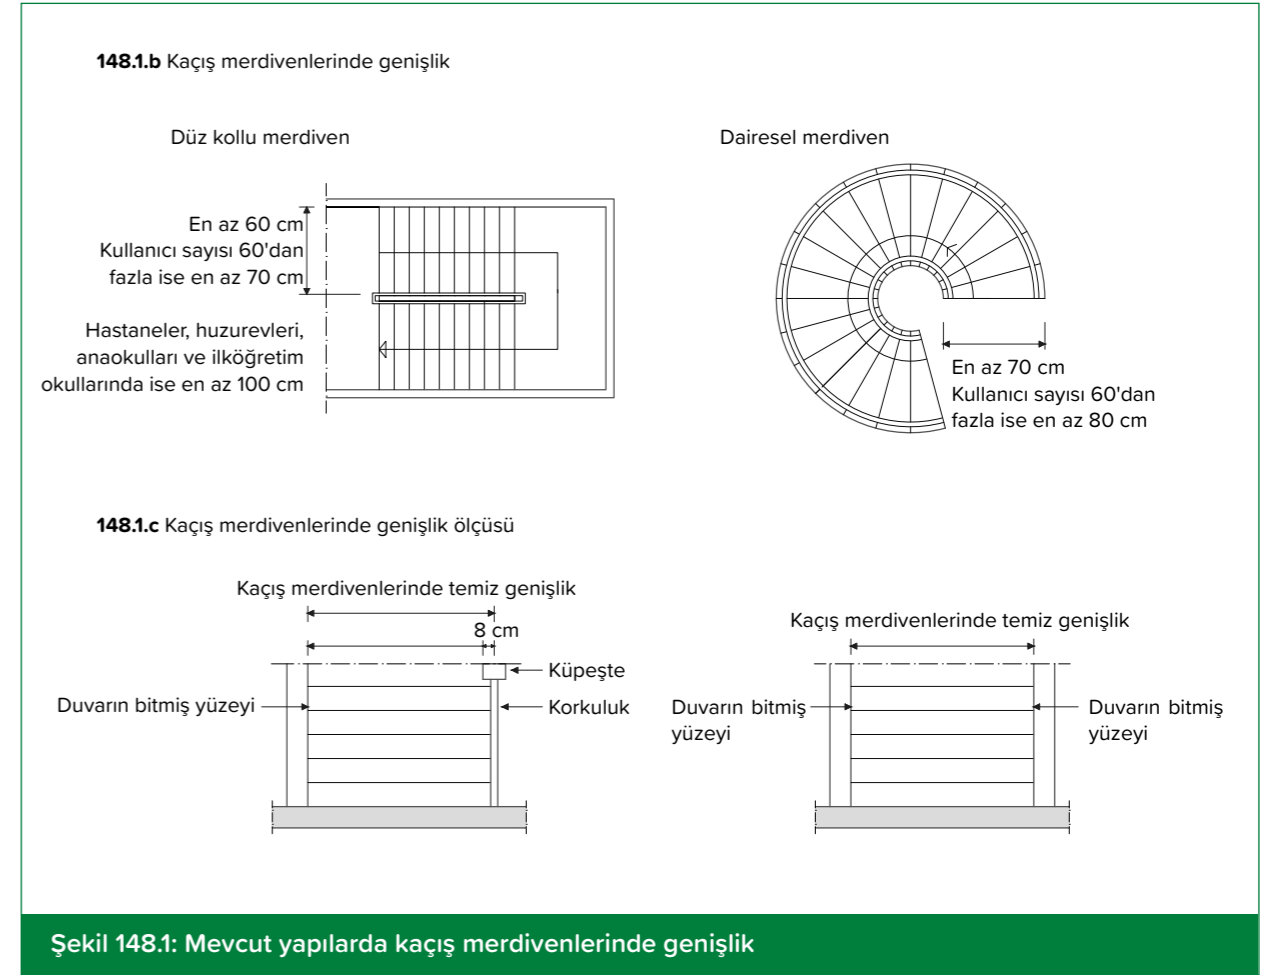 148.1.b Kaçış merdivenlerinde genişlik
Düz kollu merdiven
En az 60 cm
Kullanıcı sayısı 60'dan
fazla ise en az 70 cm
Hastaneler, huzurevleri,
anaokulları ve ilköğretim
okullarında ise en az 100 cm
Dairesel merdiven
En az 70 cm
Kullanıcı sayısı 60'dan
fazla ise en az 80 cm
148.1.c Kaçış merdivenlerinde genişlik ölçüsü
Kaçış merdivenlerinde temiz genişlik
8 cm
Küpeşte
Duvarın bitmiş yüzeyi
Korkuluk
Kaçış merdivenlerinde temiz genişlik
Duvarın bitmiş
yüzeyi
Duvarın bitmiş
yüzeyi
Şekil 148.1: Mevcut yapılarda kaçış merdivenlerinde genişlik